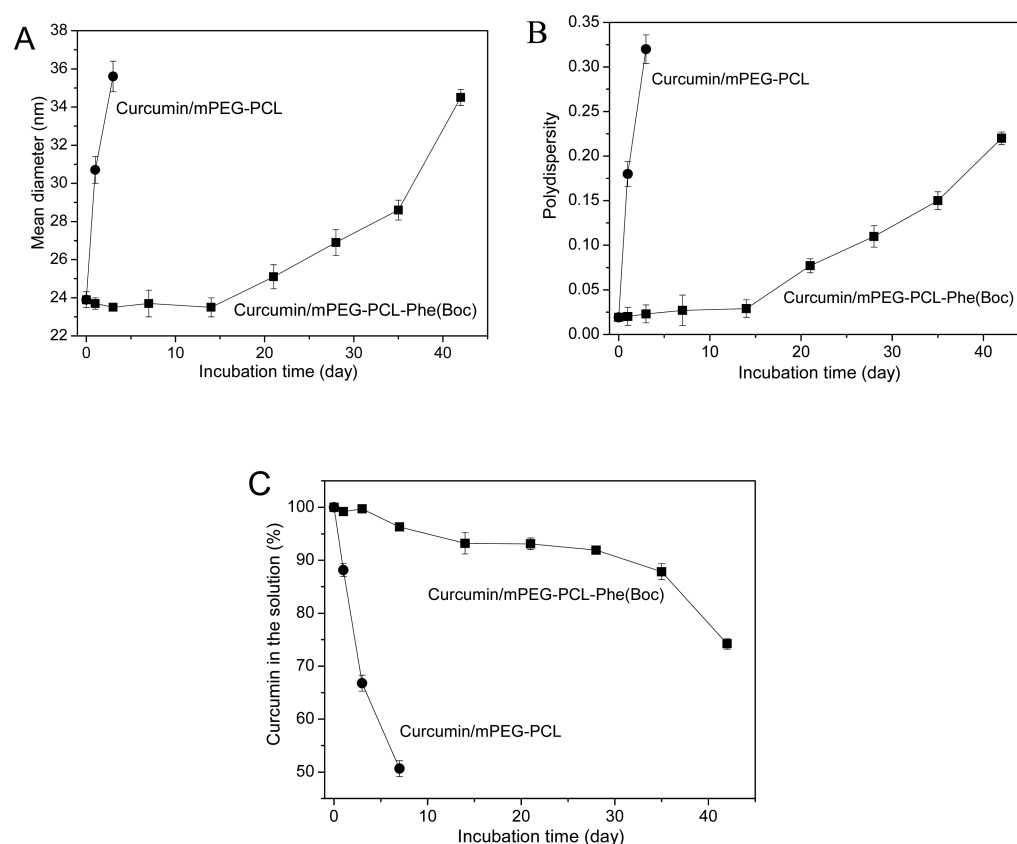 A
38
36
34
32
30
28
26
24
22
Mean diameter (nm)
Curcumin/mPEG-PCL
Curcumin/mPEG-PCL-Phe(Boc)
0
10
20
30
40
Incubation time (day)
B
0.35
0.30
0.25
0.20
0.15
0.10
0.05
0.00
Polydispersity
Curcumin/mPEG-PCL
Curcumin/mPEG-PCL-Phe(Boc)
0
10
20
30
40
Incubation time (day)
C
100
90
80
70
60
50
Curcumin in the solution (%)
Curcumin/mPEG-PCL-Phe(Boc)
Curcumin/mPEG-PCL
0
10
20
30
40
Incubation time (day)